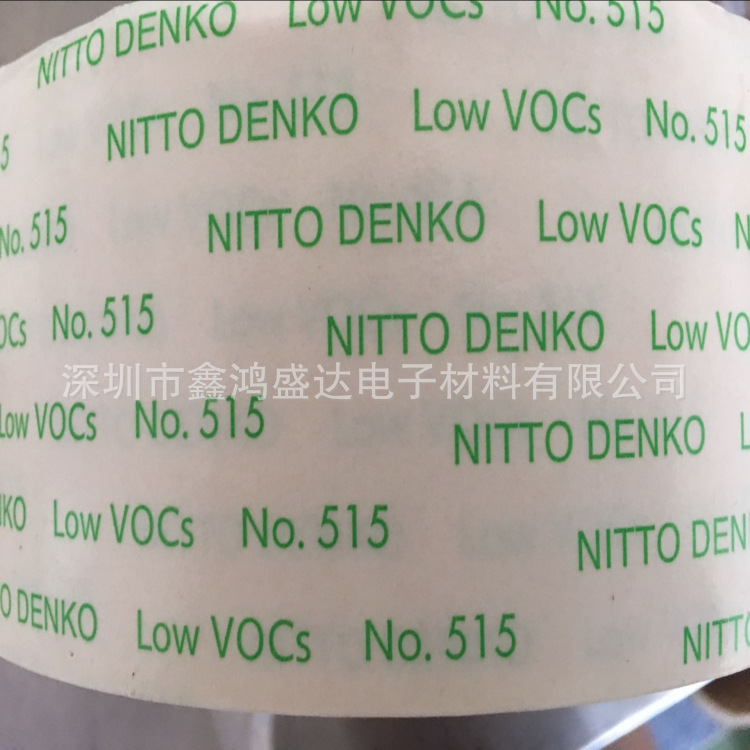 NITTO DENKO Low VOCs No. 515
NITTO DENKO Low VOCs No. 515
No. 515 NITTO DENKO Low VOCs
No. 515 NITTO DENKO Low
深圳市鑫鸿盛达电子材料有限公司
Low VOCs No. 515 NITTO DENKO
Low VOCs No. 515 NITTO
DENKO Low VOCs No. 515 NITTO